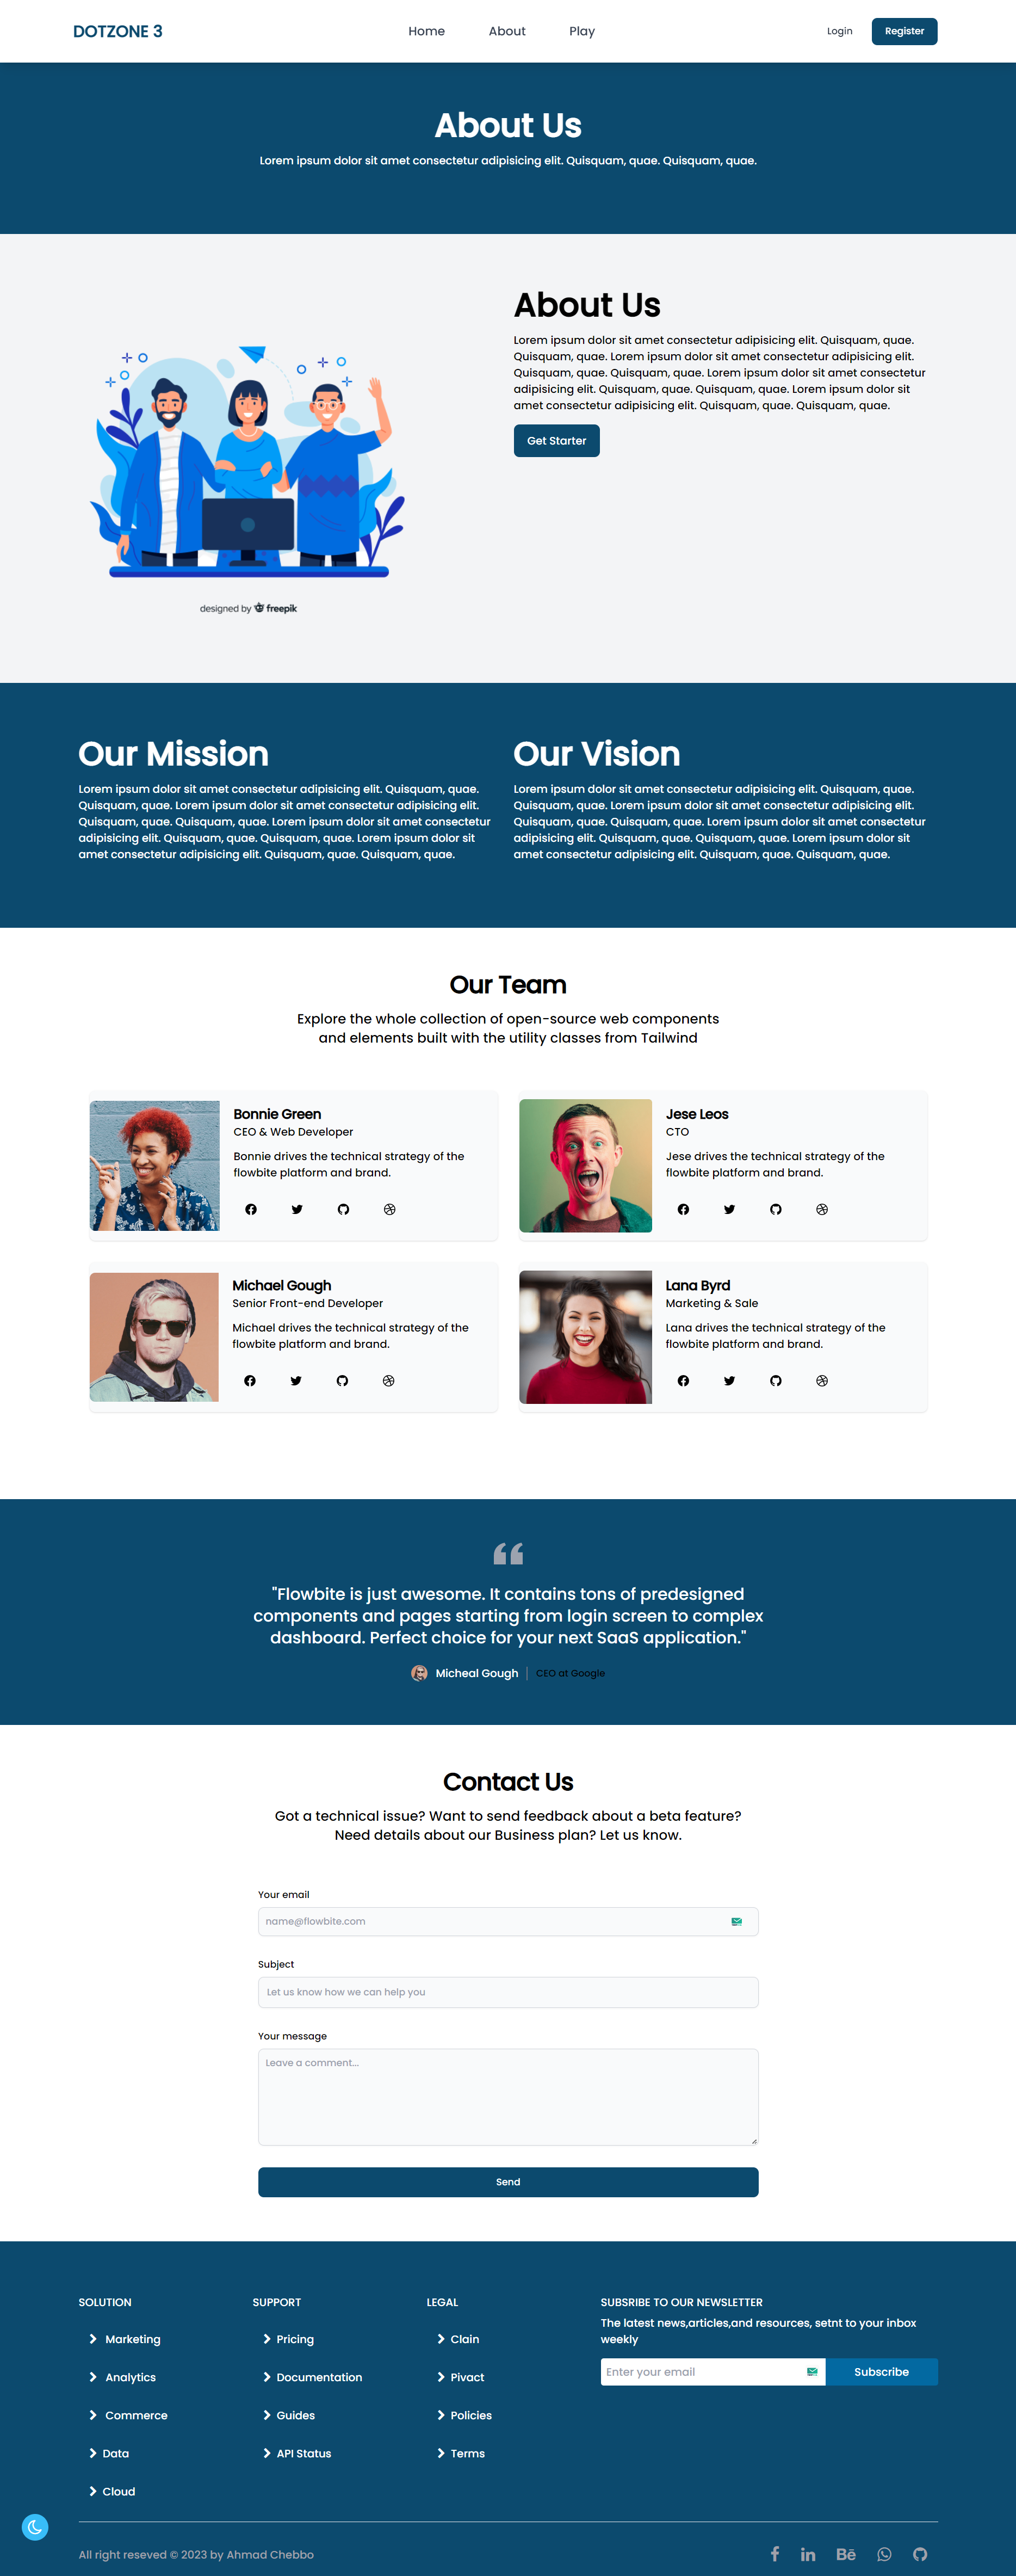 DOTZONE 3
Home
About
Play
Login
Register
About Us
Lorem ipsum dolor sit amet consectetur adipisicing elit. Quisquam, quae. Quisquam, quae.
designed by freepik
About Us
Lorem ipsum dolor sit amet consectetur adipisicing elit. Quisquam, quae.
Quisquam, quae. Lorem ipsum dolor sit amet consectetur adipisicing elit.
Quisquam, quae. Quisquam, quae. Lorem ipsum dolor sit amet consectetur
adipisicing elit. Quisquam, quae. Quisquam, quae. Lorem ipsum dolor sit
amet consectetur adipisicing elit. Quisquam, quae. Quisquam, quae.
Get Starter
Our Mission
Lorem ipsum dolor sit amet consectetur adipisicing elit. Quisquam, quae.
Quisquam, quae. Lorem ipsum dolor sit amet consectetur adipisicing elit.
Quisquam, quae. Quisquam, quae. Lorem ipsum dolor sit amet consectetur
adipisicing elit. Quisquam, quae. Quisquam, quae. Lorem ipsum dolor sit
amet consectetur adipisicing elit. Quisquam, quae. Quisquam, quae.
Our Vision
Lorem ipsum dolor sit amet consectetur adipisicing elit. Quisquam, quae.
Quisquam, quae. Lorem ipsum dolor sit amet consectetur adipisicing elit.
Quisquam, quae. Quisquam, quae. Lorem ipsum dolor sit amet consectetur
adipisicing elit. Quisquam, quae. Quisquam, quae. Lorem ipsum dolor sit
amet consectetur adipisicing elit. Quisquam, quae. Quisquam, quae.
Our Team
Explore the whole collection of open-source web components
and elements built with the utility classes from Tailwind
Bonnie Green
CEO & Web Developer
Bonnie drives the technical strategy of the
flowbite platform and brand.
Jese Leos
CTO
Jese drives the technical strategy of the
flowbite platform and brand.
Michael Gough
Senior Front-end Developer
Michael drives the technical strategy of the
flowbite platform and brand.
Lana Byrd
Marketing & Sale
Lana drives the technical strategy of the
flowbite platform and brand.
"Flowbite is just awesome. It contains tons of predesigned
components and pages starting from login screen to complex
dashboard. Perfect choice for your next SaaS application."
Micheal Gough
CEO at Google
Contact Us
Got a technical issue? Want to send feedback about a beta feature?
Need details about our Business plan? Let us know.
Your email
name@flowbite.com
Subject
Let us know how we can help you
Your message
Leave a comment...
Send
SOLUTION
Marketing
Analytics
Commerce
Data
Cloud
SUPPORT
Pricing
Documentation
Guides
API Status
LEGAL
Clain
Pivact
Policies
Terms
SUBSRIBE TO OUR NEWSLETTER
The latest news,articles,and resources, setnt to your inbox
weekly
Enter your email
Subscribe
All right reseved © 2023 by Ahmad Chebbo